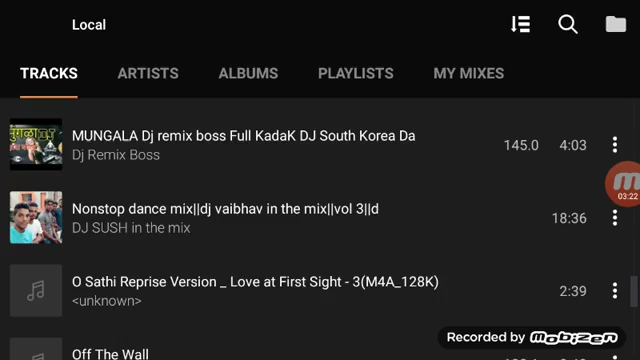 Local
TRACKS
ARTISTS
ALBUMS
PLAYLISTS
MY MIXES
MUNGALA Dj remix boss Full KadaK DJ South Korea Da
Dj Remix Boss
145.0
4:03
03:22
Nonstop dance mix||dj vaibhav in the mix||vol 3||d
DJ SUSH in the mix
18:36
O Sathi Reprise Version _ Love at First Sight - 3(M4A_128K)
<unknown>
2:39
Recorded by Mobizen
Off The Wall